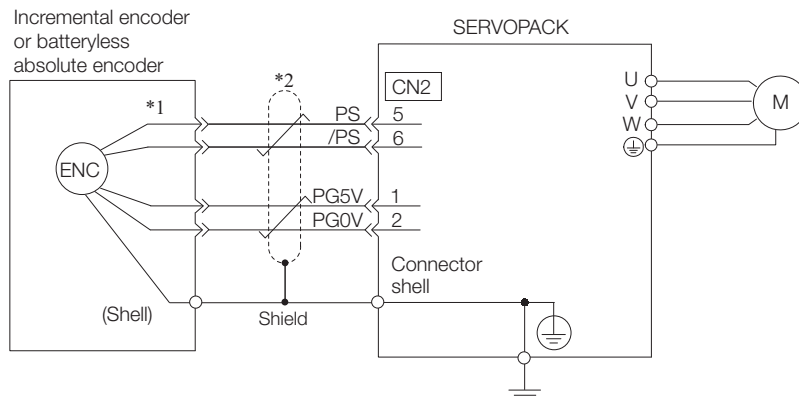 Incremental encoder
or batteryless
absolute encoder
SERVOPACK
*1
*2
CN2
PS 5
/PS 6
ENC
PG5V 1
PG0V 2
U
V
W
M
Connector
shell
(Shell)
Shield